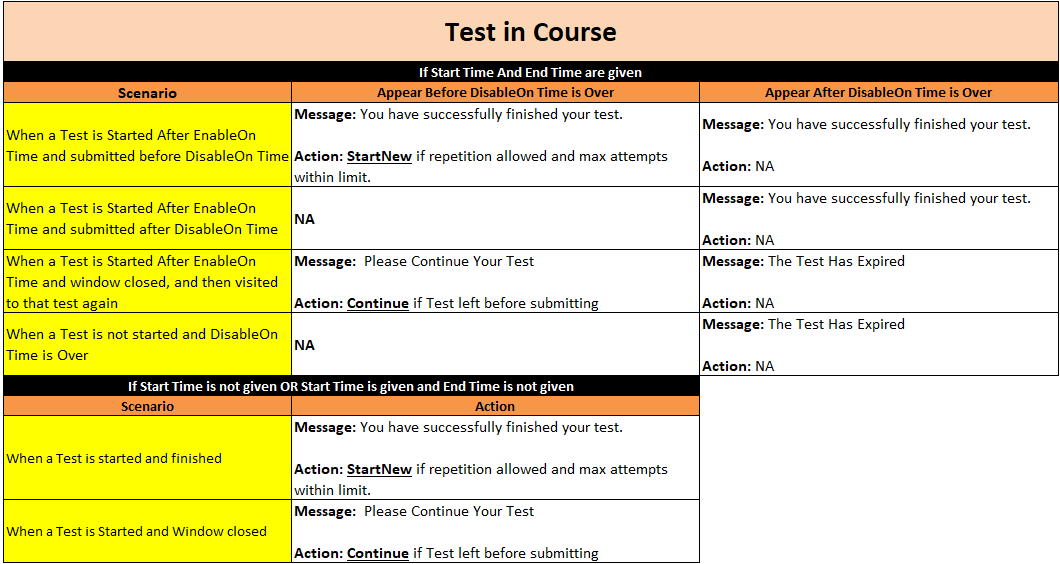 Test in Course
If Start Time And End Time are given
Scenario
Appear Before DisableOn Time is Over
Appear After DisableOn Time is Over
When a Test is Started After EnableOn
Time and submitted before DisableOn Time
Message: You have successfully finished your test.
Action: StartNew if repetition allowed and max attempts
within limit.
Message: You have successfully finished your test.
Action: NA
When a Test is Started After EnableOn
Time and submitted after DisableOn Time
NA
Message: You have successfully finished your test.
Action: NA
When a Test is Started After EnableOn
Time and window closed, and then visited
to that test again
Message: Please Continue Your Test
Action: Continue if Test left before submitting
Message: The Test Has Expired
Action: NA
When a Test is not started and DisableOn
Time is Over
NA
Message: The Test Has Expired
Action: NA
If Start Time is not given OR Start Time is given and End Time is not given
Scenario
Action
When a Test is started and finished
Message: You have successfully finished your test.
Action: StartNew if repetition allowed and max attempts
within limit.
When a Test is Started and Window closed
Message: Please Continue Your Test
Action: Continue if Test left before submitting